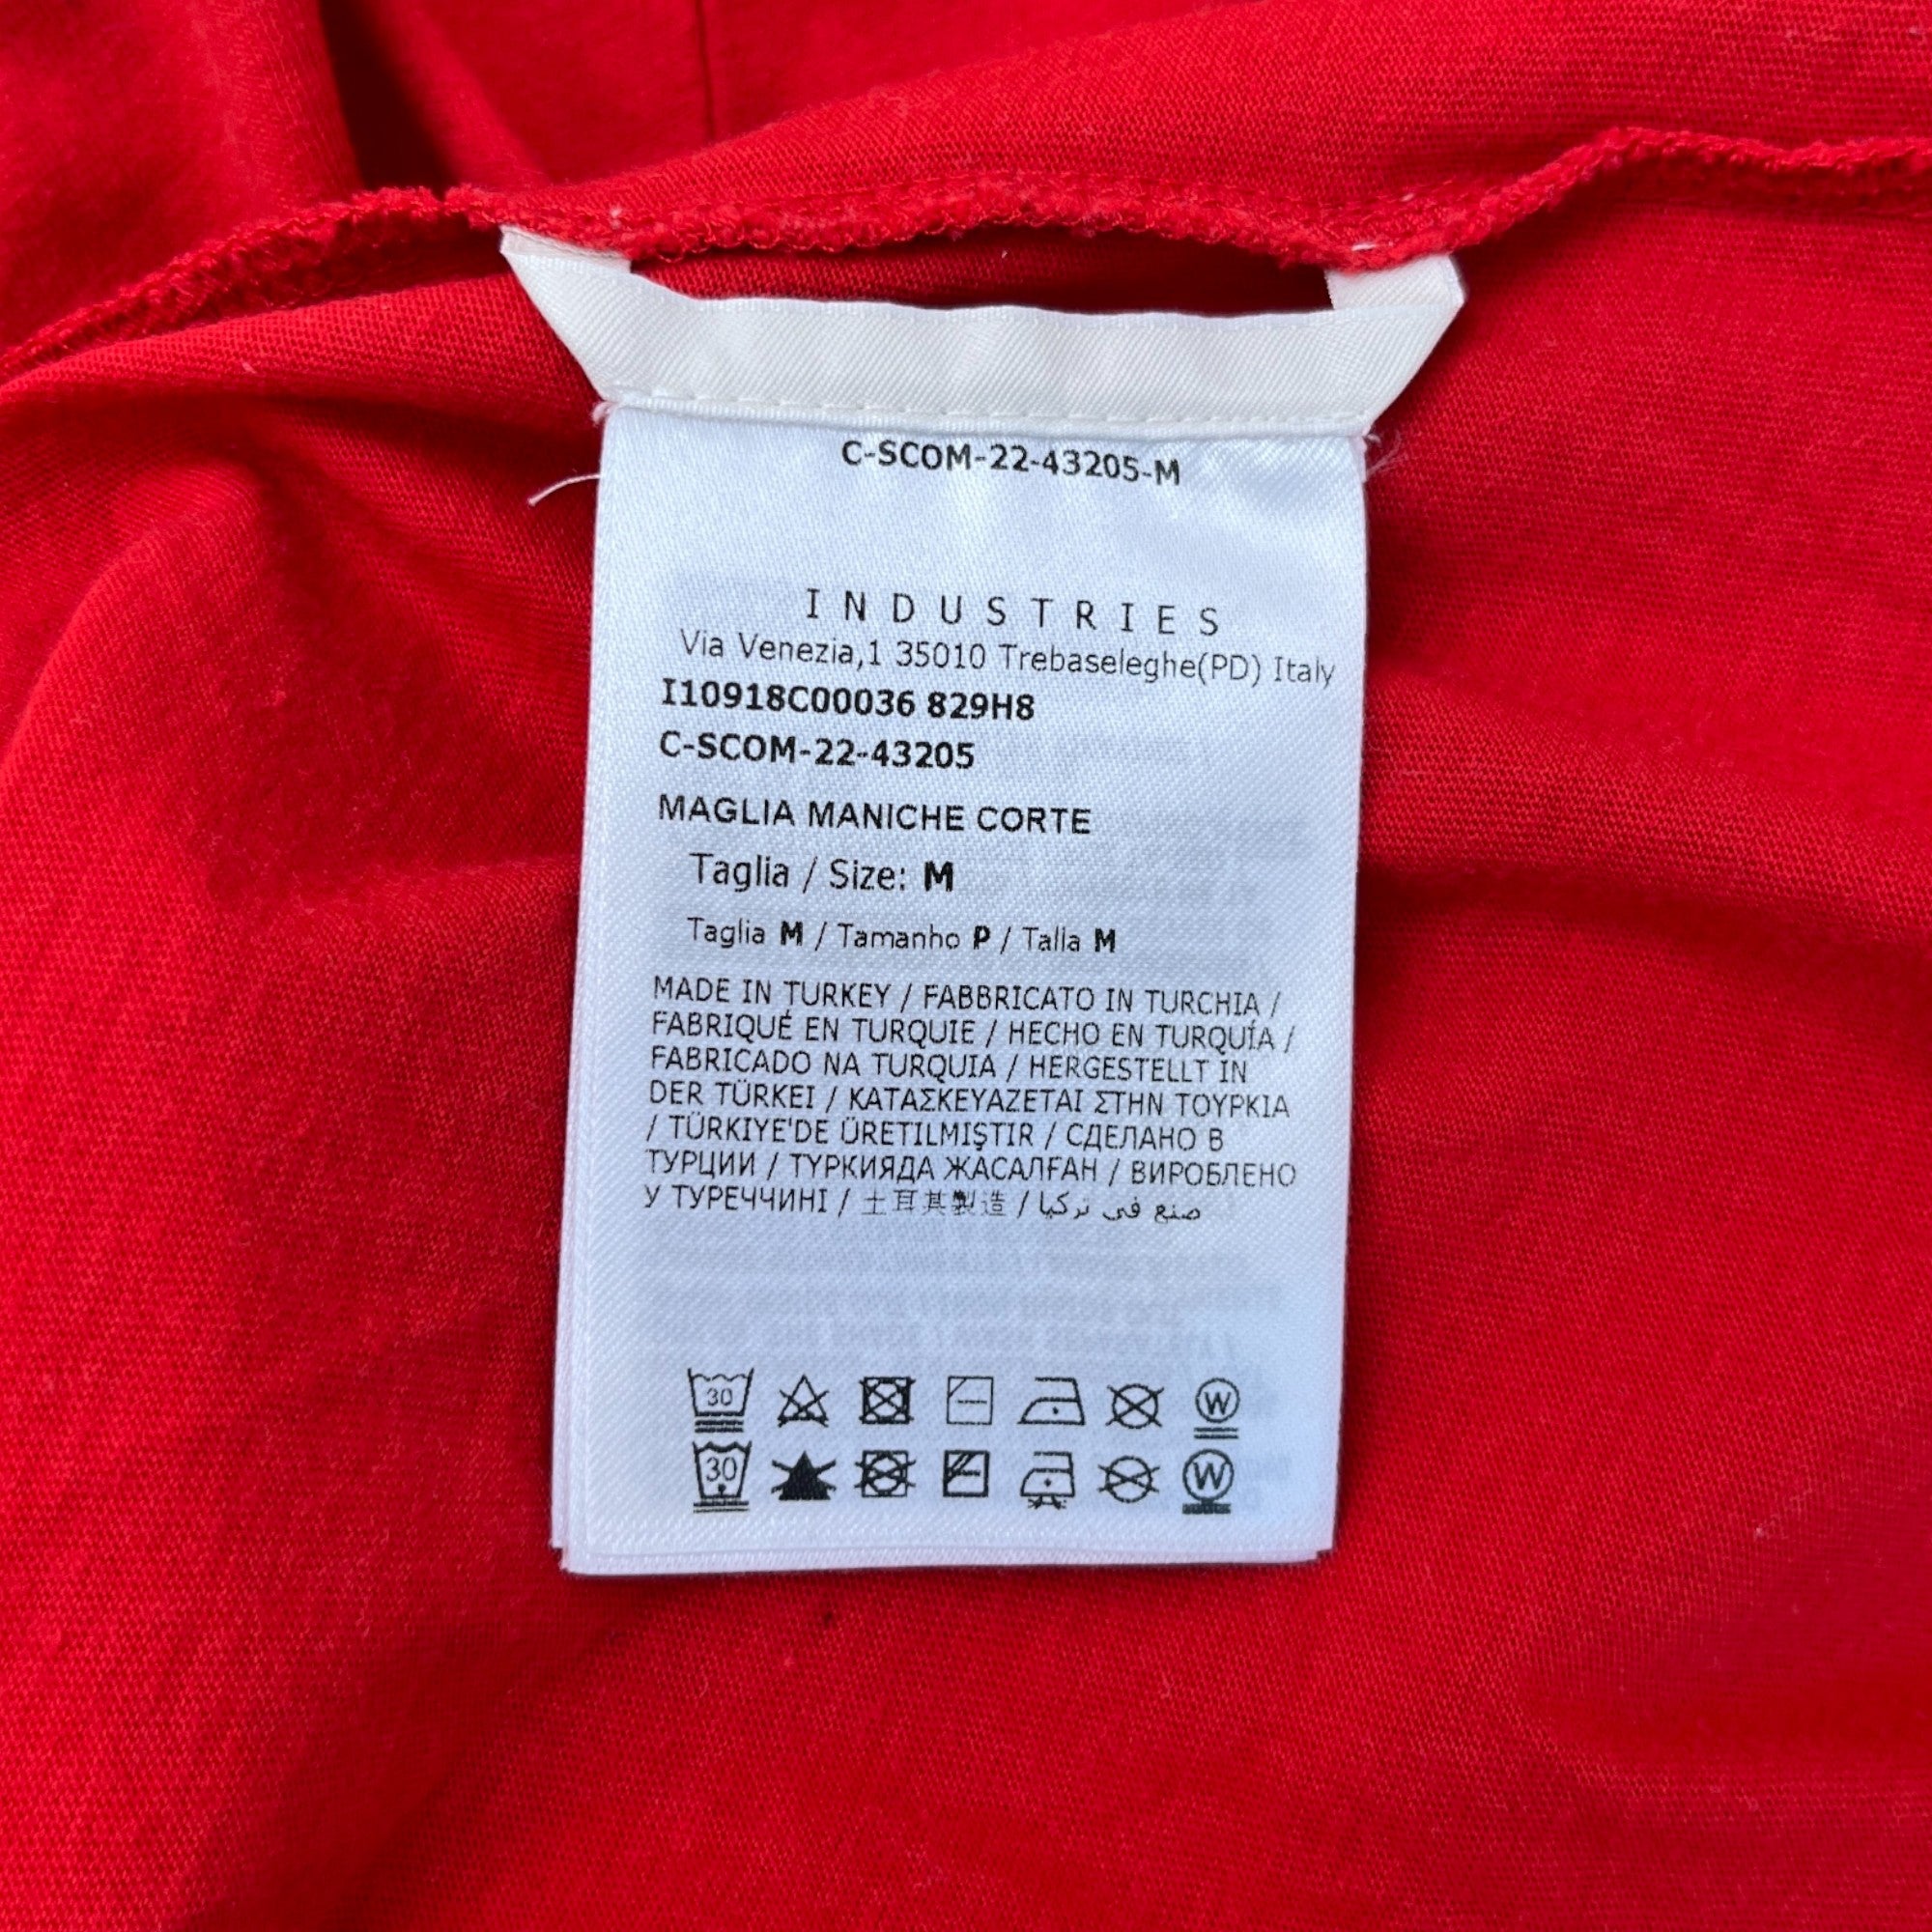 C-SCOM-22-43205-M
INDUSTRIES
Via Venezia,1 35010 Trebaseleghe(PD) Italy
I10918C00036 829H8
C-SCOM-22-43205
MAGLIA MANICHE CORTE
Taglia / Size: M
Taglia M / Tamanho P / Talla M
MADE IN TURKEY / FABBRICATO IN TURCHIA /
FABRIQUÉ EN TURQUIE / HECHO EN TURQUÍA /
FABRICADO NA TURQUIA / HERGESTELLT IN
DER TÜRKEI / ΚΑΤΑΣΚΕΥΑΖΕΤΑΙ ΣΤΗΝ ΤΟΥΡΚΙΑ
/ TÜRKIYE'DE ÜRETILMIŞTIR / СДЕЛАНО В
ТУРЦИИ / ТҮРКИЯДА ЖАСАЛҒАН / ВИРОБЛЕНО
У ТУРЕЧЧИНІ / 土耳其製造 / صنع في تركيا
30 W
30 W